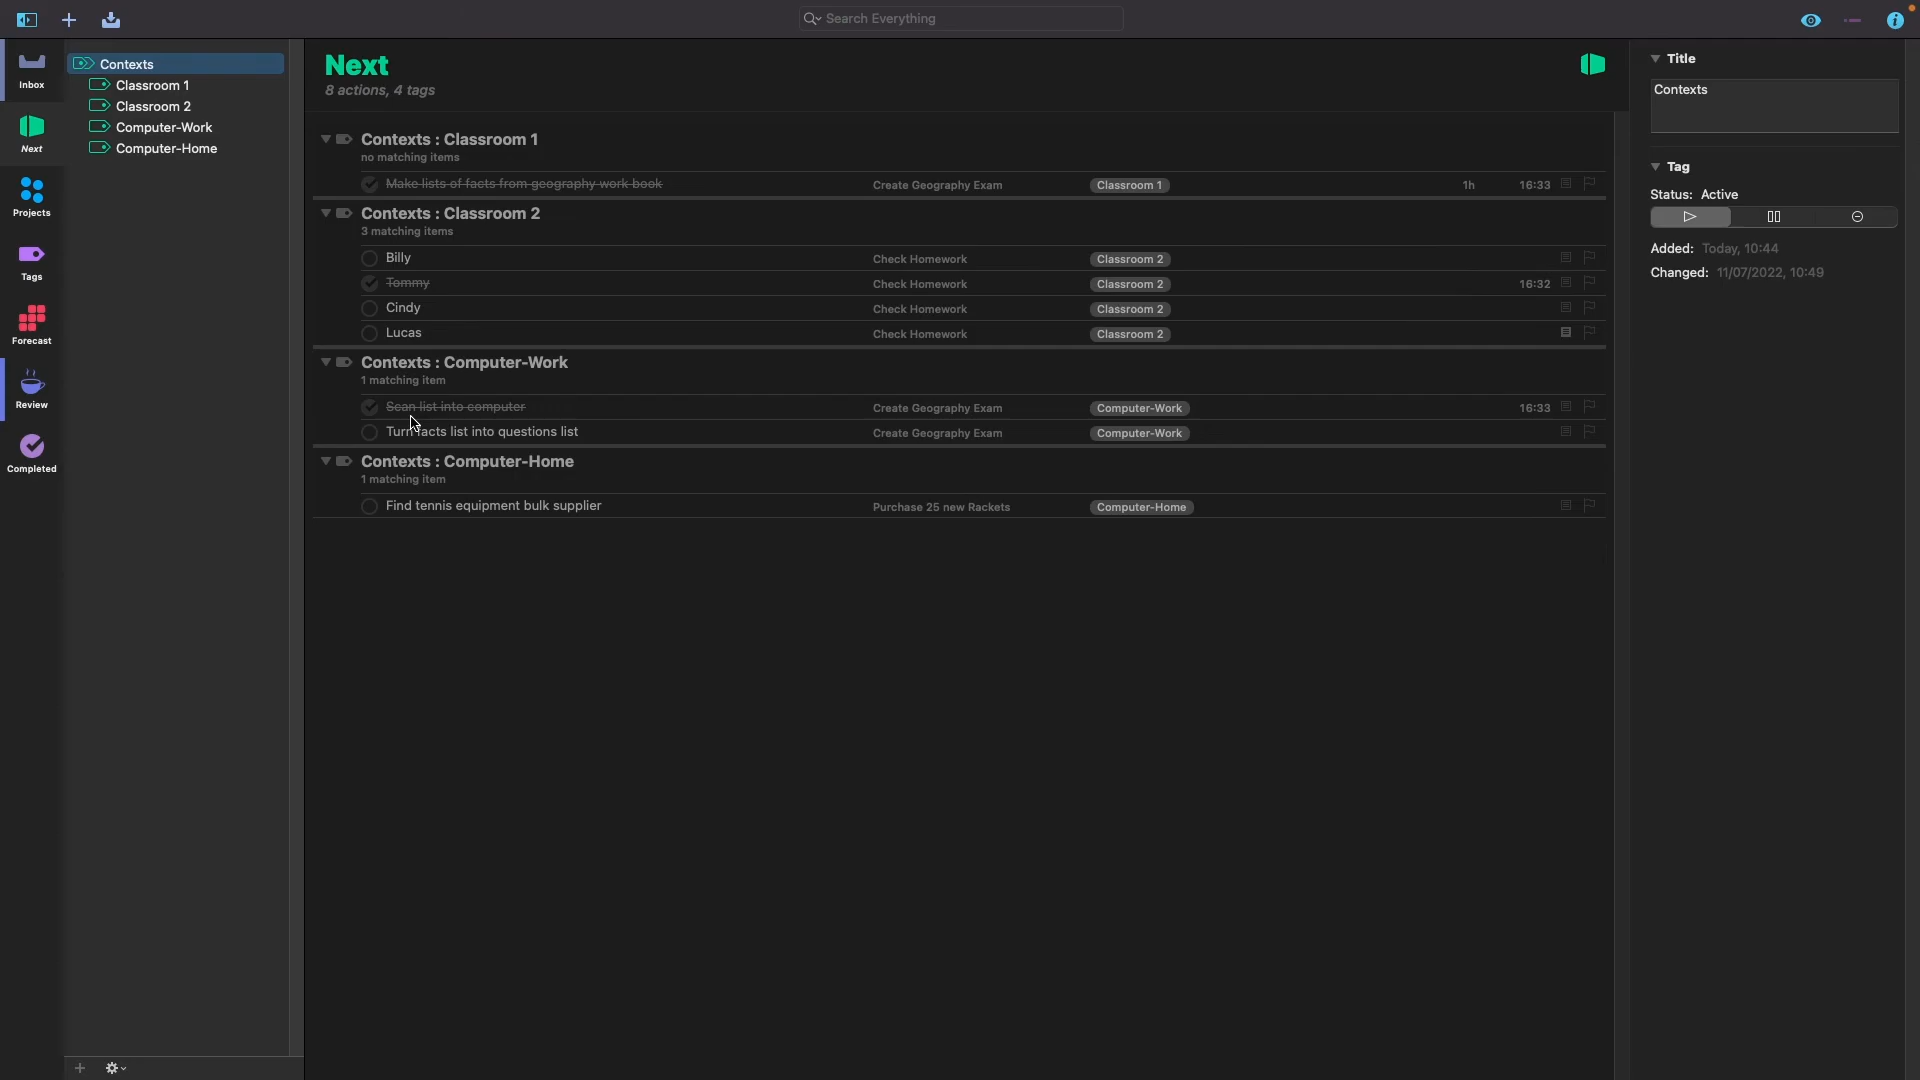 Search Everything
Inbox
Next
Projects
Tags
Forecast
Review
Completed
Contexts
Classroom 1
Classroom 2
Computer-Work
Computer-Home
Next
8 actions, 4 tags
Contexts : Classroom 1
no matching items
Make lists of facts from geography work book Create Geography Exam Classroom 1 1h 16:33
Contexts : Classroom 2
3 matching items
Billy Check Homework Classroom 2
Tommy Check Homework Classroom 2 16:32
Cindy Check Homework Classroom 2
Lucas Check Homework Classroom 2
Contexts : Computer-Work
1 matching item
Scan list into computer Create Geography Exam Computer-Work 16:33
Turn facts list into questions list Create Geography Exam Computer-Work
Contexts : Computer-Home
1 matching item
Find tennis equipment bulk supplier Purchase 25 new Rackets Computer-Home
Title
Contexts
Tag
Status: Active
Added: Today, 10:44
Changed: 11/07/2022, 10:49